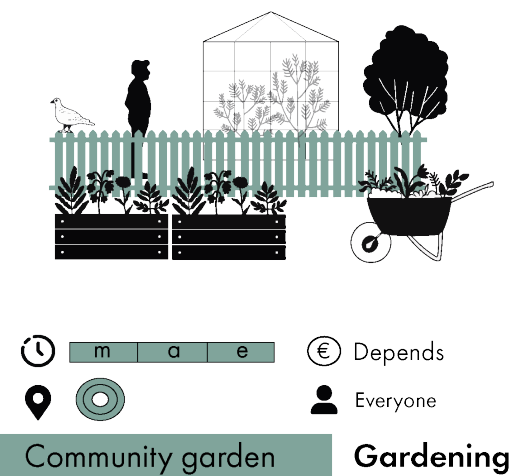 m a e
€ Depends
Everyone
Community garden
Gardening